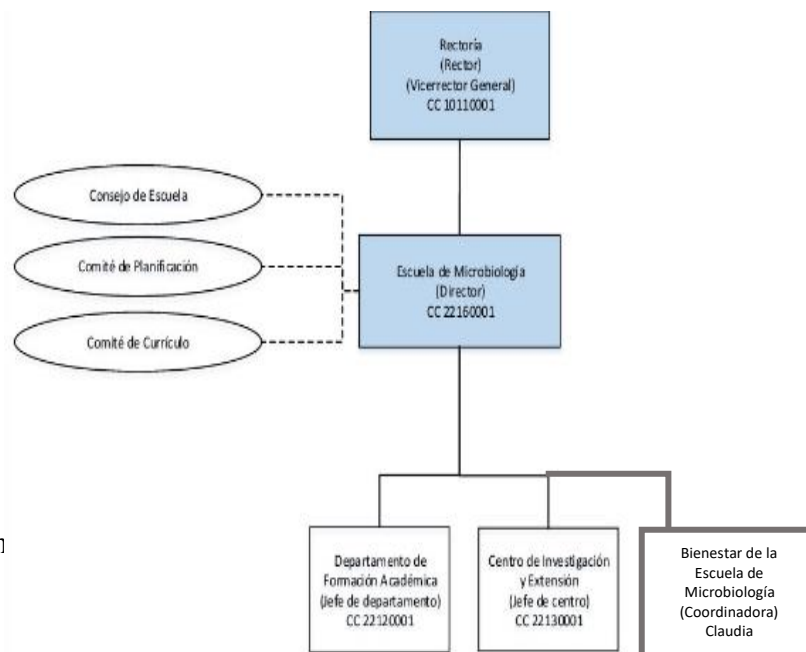 Rectoría
(Rector)
(Vicerrector General)
CC 10110001
Consejo de Escuela
Comité de Planificación
Comité de Currículo
Escuela de Microbiología
(Director)
CC 22160001
Departamento de
Formación Académica
(Jefe de departamento)
CC 22120001
Centro de Investigación
y Extensión
(Jefe de centro)
CC 22130001
Bienestar de la
Escuela de
Microbiología
(Coordinadora)
Claudia